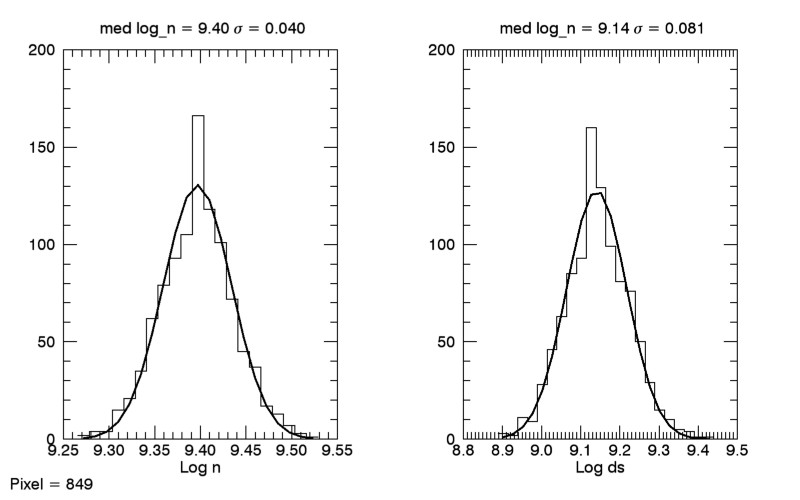 med log_n = 9.40 σ = 0.040
200
150
100
50
0
9.25 9.30 9.35 9.40 9.45 9.50 9.55
Log n
med log_n = 9.14 σ = 0.081
200
150
100
50
0
8.8 8.9 9.0 9.1 9.2 9.3 9.4 9.5
Log ds
Pixel = 849